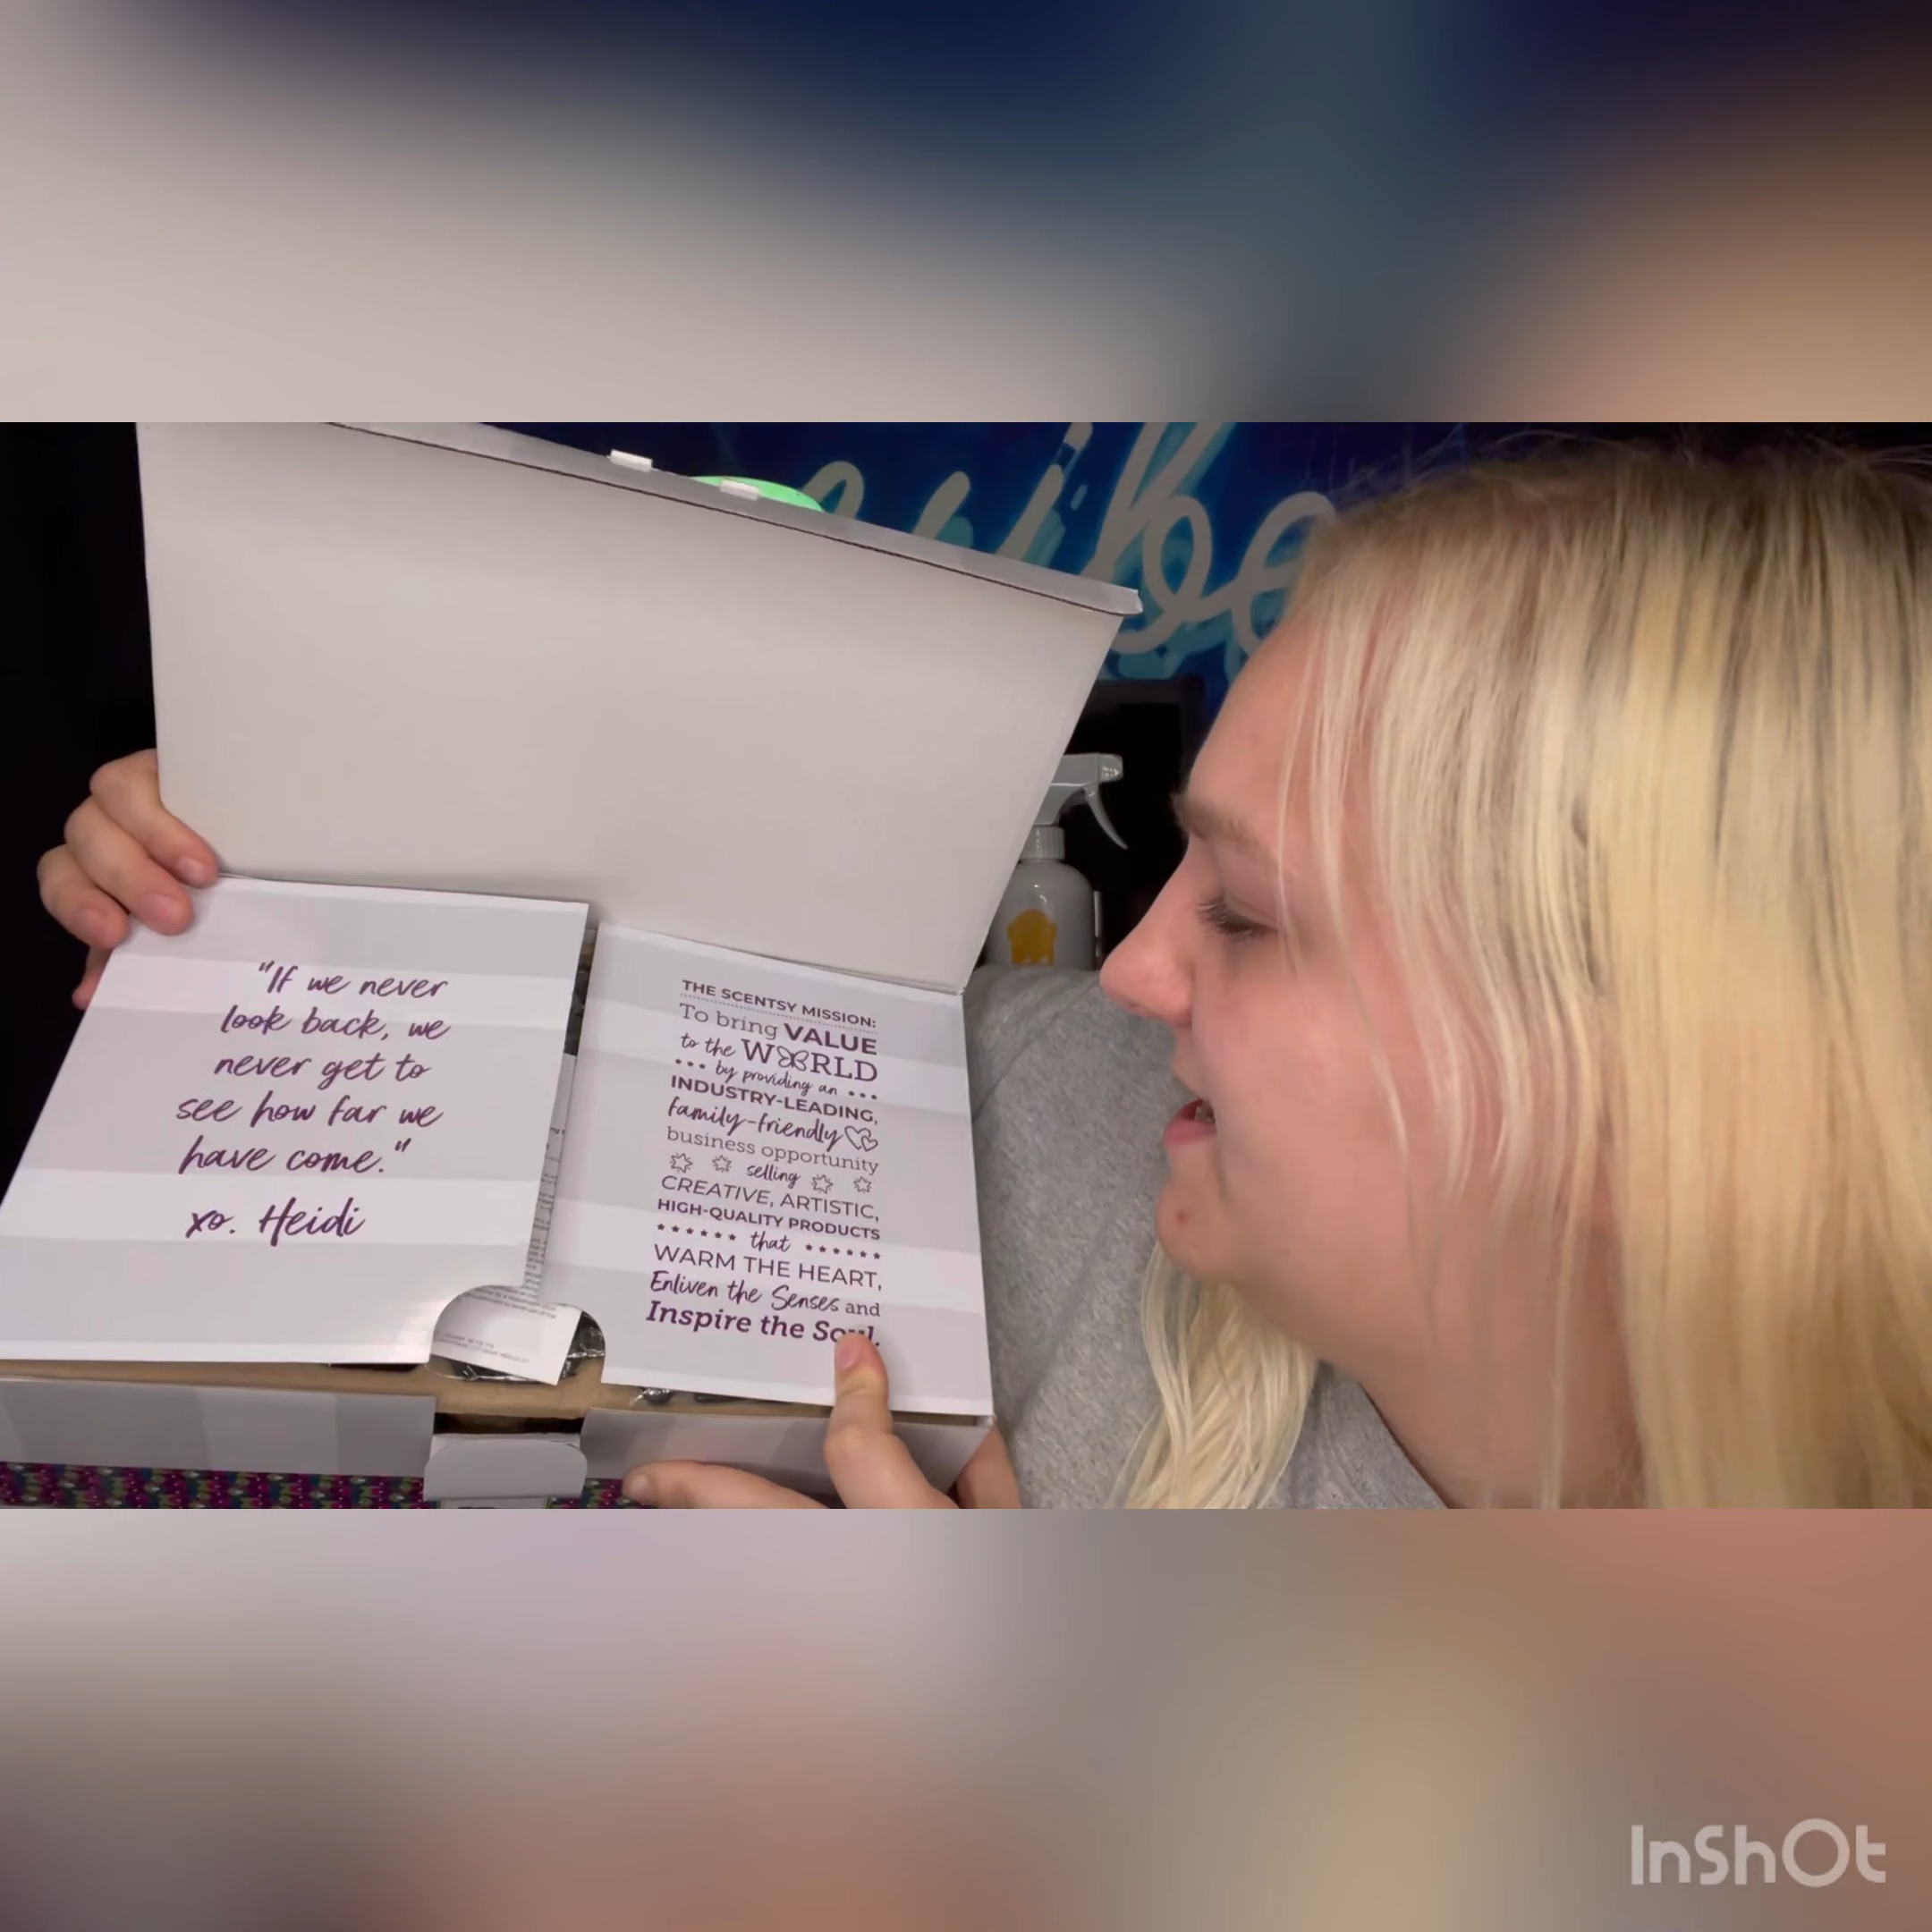 vibe
"If we never
look back, we
never get to
see how far we
have come."
xo. Heidi
THE SCENTSY MISSION:
To bring VALUE
to the WORLD
by providing an
INDUSTRY-LEADING,
family-friendly
business opportunity
selling
CREATIVE, ARTISTIC,
HIGH-QUALITY PRODUCTS
that
WARM THE HEART,
Enliven the Senses and
Inspire the Soul.
InShOt